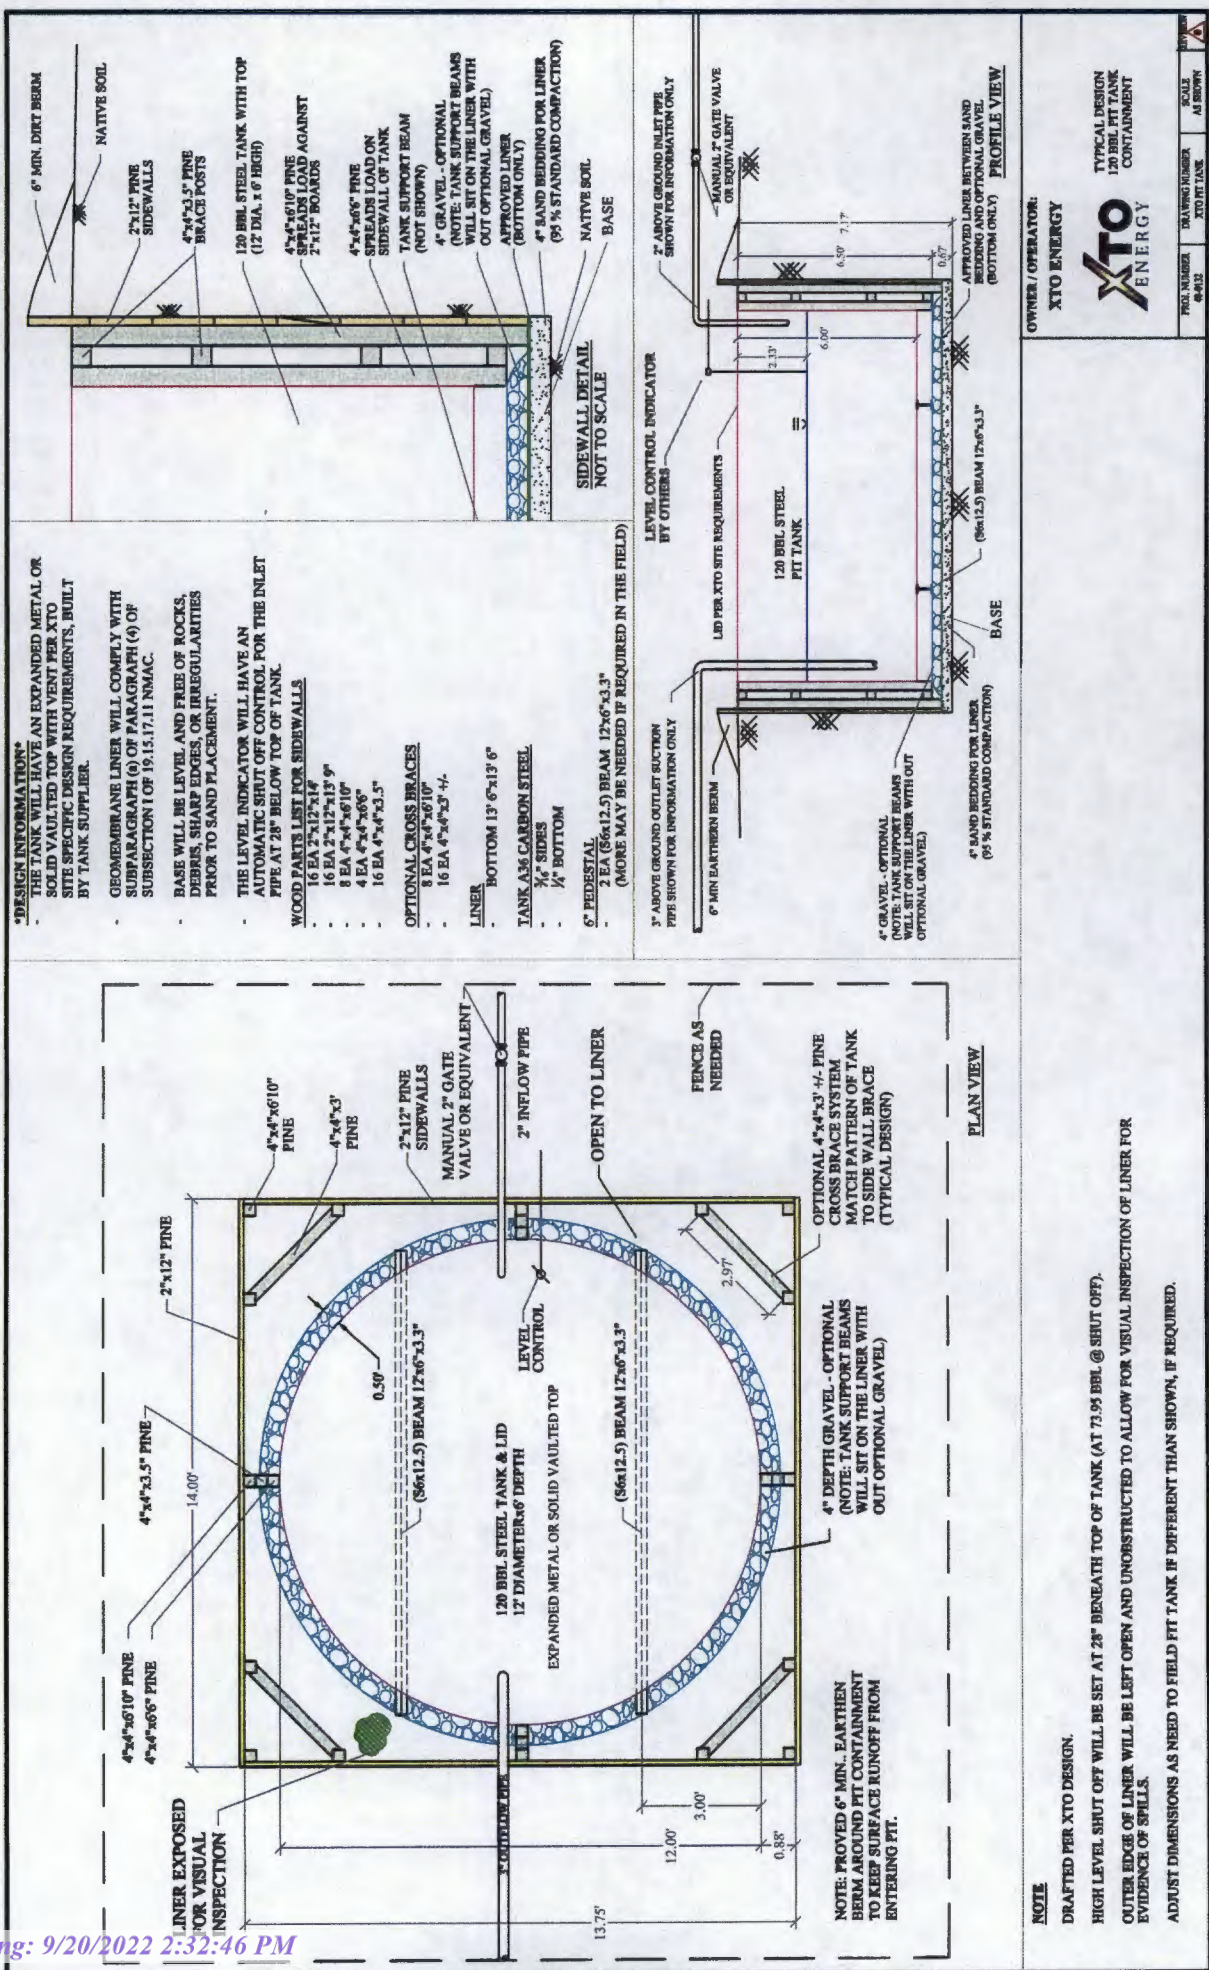 *DESIGN INFORMATION*
- THE TANK WILL HAVE AN EXPANDED METAL OR
SOLID VAULTED TOP WITH VENT PER XTO
SITE SPECIFIC DESIGN REQUIREMENTS, BUILT
BY TANK SUPPLIER.
- GEOMEMBRANE LINER WILL COMPLY WITH
SUBPARAGRAPH (a) OF PARAGRAPH (4) OF
SUBSECTION I OF 19.15.17.11 NMAC.
- BASE WILL BE LEVEL AND FREE OF ROCKS,
DEBRIS, SHARP EDGES, OR IRREGULARITIES
PRIOR TO SAND PLACEMENT.
- THE LEVEL INDICATOR WILL HAVE AN
AUTOMATIC SHUT OFF CONTROL FOR THE INLET
PIPE AT 28" BELOW TOP OF TANK.
WOOD PARTS LIST FOR SIDEWALLS
- 16 EA 2"x12"x14'
- 16 EA 2"x12"x13' 9"
- 8 EA 4"x4"x6'10"
- 4 EA 4"x4"x6'6"
- 16 EA 4"x4"x3.5"
OPTIONAL CROSS BRACES
- 8 EA 4"x4"x6'10"
- 16 EA 4"x4"x3' +/-
LINER
- BOTTOM 13' 6"x13' 6"
TANK A36 CARBON STEEL
- 3/16" SIDES
- 1/4" BOTTOM
6" PEDESTAL
- 2 EA (S6x12.5) BEAM 12'x6"x3.3"
(MORE MAY BE NEEDED IF REQUIRED IN THE FIELD)
6" MIN. DIRT BERM
NATIVE SOIL
2"x12" PINE
SIDEWALLS
4"x4"x3.5" PINE
BRACE POSTS
120 BBL STEEL TANK WITH TOP
(12' DIA. x 6' HIGH)
4"x4"x6'10" PINE
SPREADS LOAD AGAINST
2"x12" BOARDS
4"x4"x6'6" PINE
SPREADS LOAD ON
SIDEWALL OF TANK
TANK SUPPORT BEAM
(NOT SHOWN)
4" GRAVEL - OPTIONAL
(NOTE: TANK SUPPORT BEAMS
WILL SIT ON THE LINER WITH
OUT OPTIONAL GRAVEL)
APPROVED LINER
(BOTTOM ONLY)
4" SAND BEDDING FOR LINER
(95 % STANDARD COMPACTION)
NATIVE SOIL
BASE
SIDEWALL DETAIL
NOT TO SCALE
LINER EXPOSED
FOR VISUAL
INSPECTION
4"x4"x6'10" PINE
4"x4"x6'6" PINE
4"x4"x3.5" PINE
2"x12" PINE
14.00'
4"x4"x6'10"
PINE
4"x4"x3'
PINE
2"x12" PINE
SIDEWALLS
MANUAL 2" GATE
VALVE OR EQUIVALENT
2" INFLOW PIPE
OPEN TO LINER
FENCE AS
NEEDED
0.50'
(S6x12.5) BEAM 12'x6"x3.3"
LEVEL
CONTROL
120 BBL STEEL TANK & LID
12' DIAMETERx6' DEPTH
EXPANDED METAL OR SOLID VAULTED TOP
3" OUTFLOW PIPE
(S6x12.5) BEAM 12'x6"x3.3"
2.97'
3.00'
12.00'
0.88'
13.75'
OPTIONAL 4"x4"x3' +/- PINE
CROSS BRACE SYSTEM
MATCH PATTERN OF TANK
TO SIDE WALL BRACE
(TYPICAL DESIGN)
4" DEPTH GRAVEL - OPTIONAL
(NOTE: TANK SUPPORT BEAMS
WILL SIT ON THE LINER WITH
OUT OPTIONAL GRAVEL)
NOTE: PROVED 6" MIN.. EARTHEN
BERM AROUND PIT CONTAINMENT
TO KEEP SURFACE RUNOFF FROM
ENTERING PIT.
PLAN VIEW
3" ABOVE GROUND OUTLET SUCTION
PIPE SHOWN FOR INFORMATION ONLY
6" MIN EARTHERN BERM
LEVEL CONTROL INDICATOR
BY OTHERS
LID PER XTO SITE REQUIREMENTS
120 BBL STEEL
PIT TANK
2" ABOVE GROUND INLET PIPE
SHOWN FOR INFORMATION ONLY
MANUAL 2" GATE VALVE
OR EQUIVALENT
2.33'
6.00'
6.50'
0.67'
7.7'
4" GRAVEL - OPTIONAL
(NOTE: TANK SUPPORT BEAMS
WILL SIT ON THE LINER WITH OUT
OPTIONAL GRAVEL)
4" SAND BEDDING FOR LINER
(95 % STANDARD COMPACTION)
BASE
(S6x12.5) BEAM 12'x6"x3.3"
APPROVED LINER BETWEEN SAND
BEDDING AND OPTIONAL GRAVEL
(BOTTOM ONLY)
PROFILE VIEW
NOTE
DRAFTED PER XTO DESIGN.
HIGH LEVEL SHUT OFF WILL BE SET AT 28" BENEATH TOP OF TANK (AT 73.95 BBL @ SHUT OFF).
OUTER EDGE OF LINER WILL BE LEFT OPEN AND UNOBSTRUCTED TO ALLOW FOR VISUAL INSPECTION OF LINER FOR
EVIDENCE OF SPILLS.
ADJUST DIMENSIONS AS NEED TO FIELD FIT TANK IF DIFFERENT THAN SHOWN, IF REQUIRED.
OWNER / OPERATOR:
XTO ENERGY
XTO
ENERGY
TYPICAL DESIGN
120 BBL PIT TANK
CONTAINMENT
PROJ. NUMBER
DRAWING NUMBER
XTO PIT TANK
SCALE
AS SHOWN
REVISION
ng: 9/20/2022 2:32:46 PM